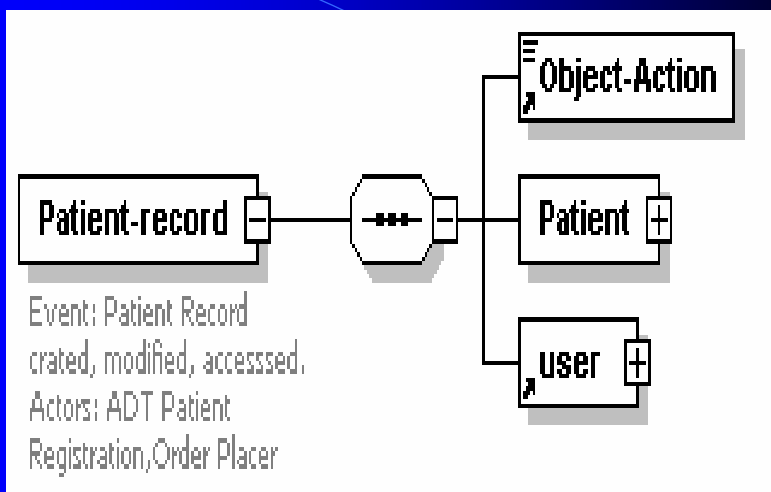 Object-Action
Patient-record
Patient
user
Event: Patient Record
crated, modified, accesssed.
Actors: ADT Patient
Registration,Order Placer